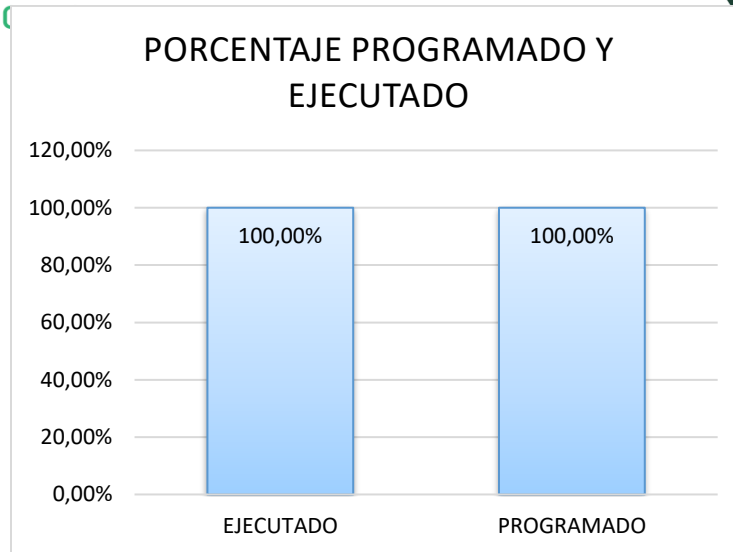 PORCENTAJE PROGRAMADO Y
EJECUTADO
120,00%
100,00%
80,00%
60,00%
40,00%
20,00%
0,00%
100,00%
100,00%
EJECUTADO
PROGRAMADO